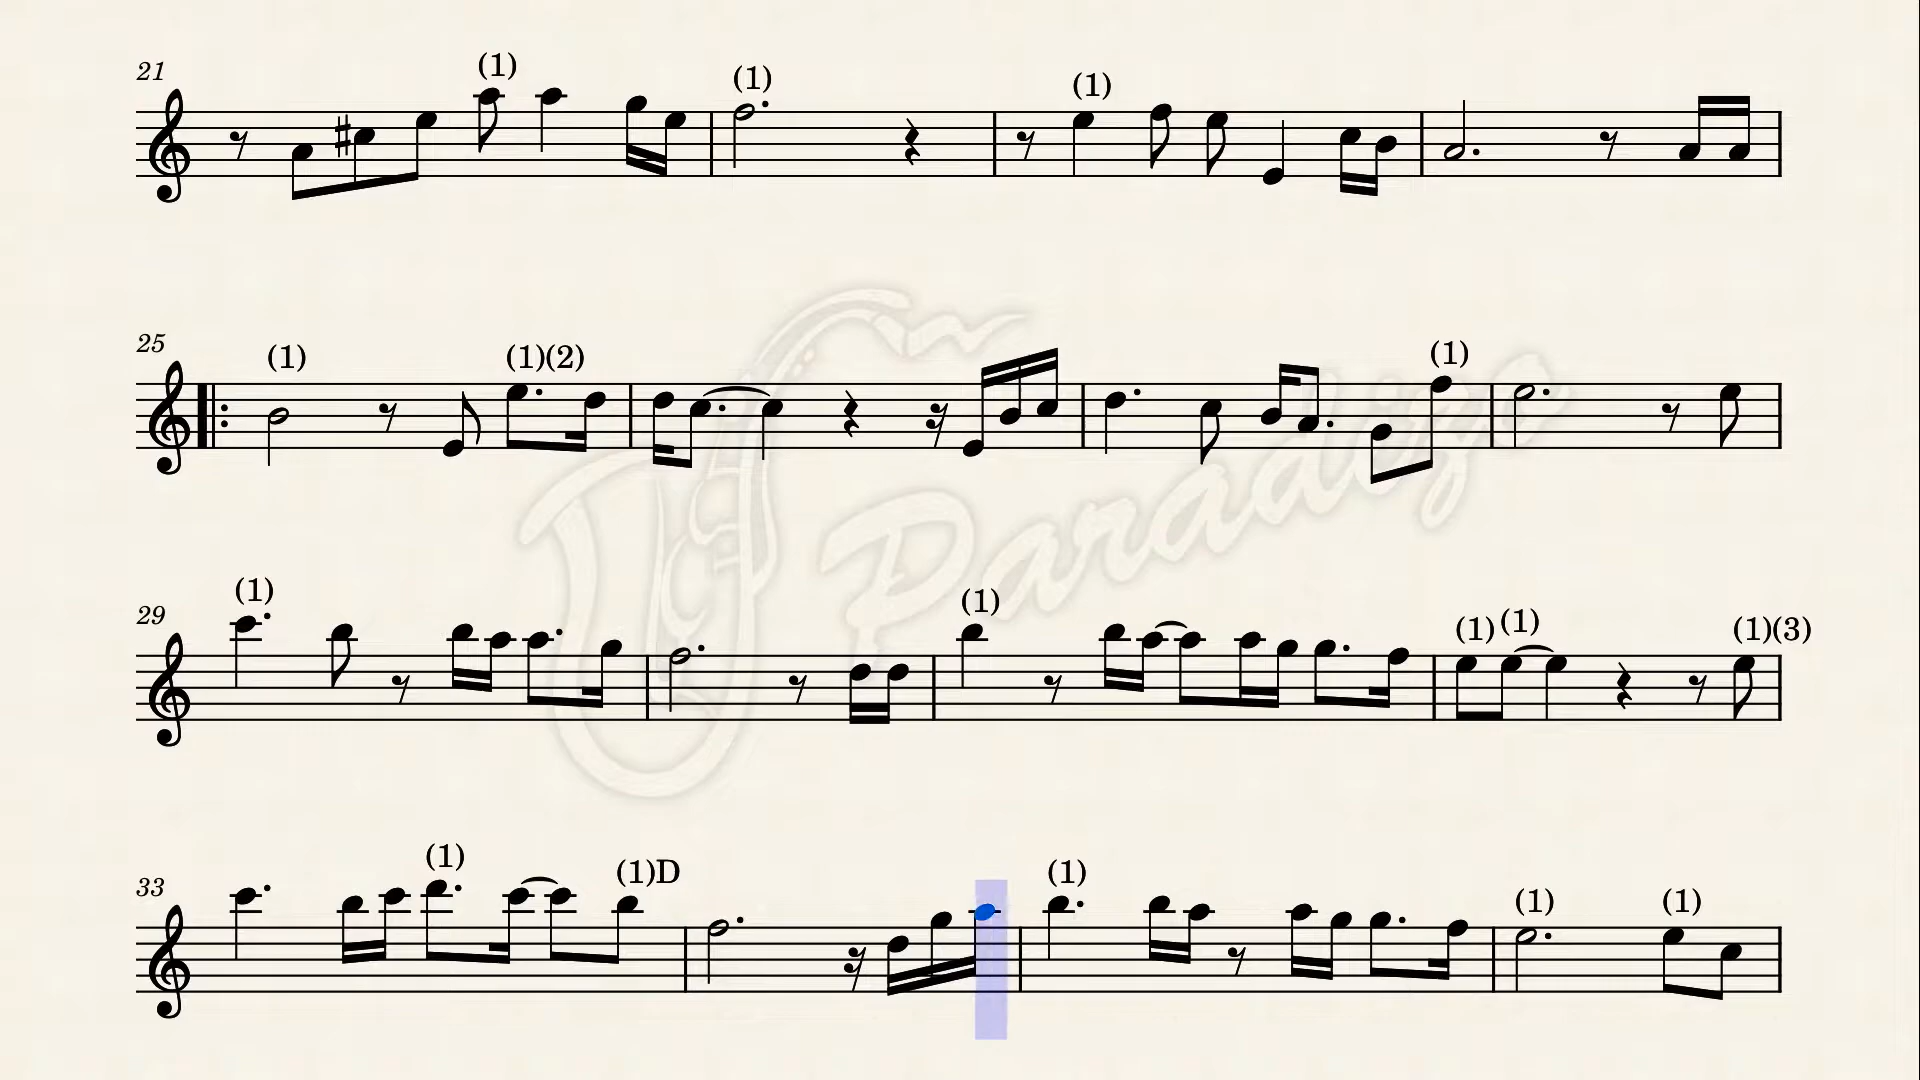 21 (1) (1) (1)
25 (1) (1)(2) (1)
Paradizo
29 (1) (1) (1) (1) (1)(3)
33 (1) (1)D (1) (1) (1)